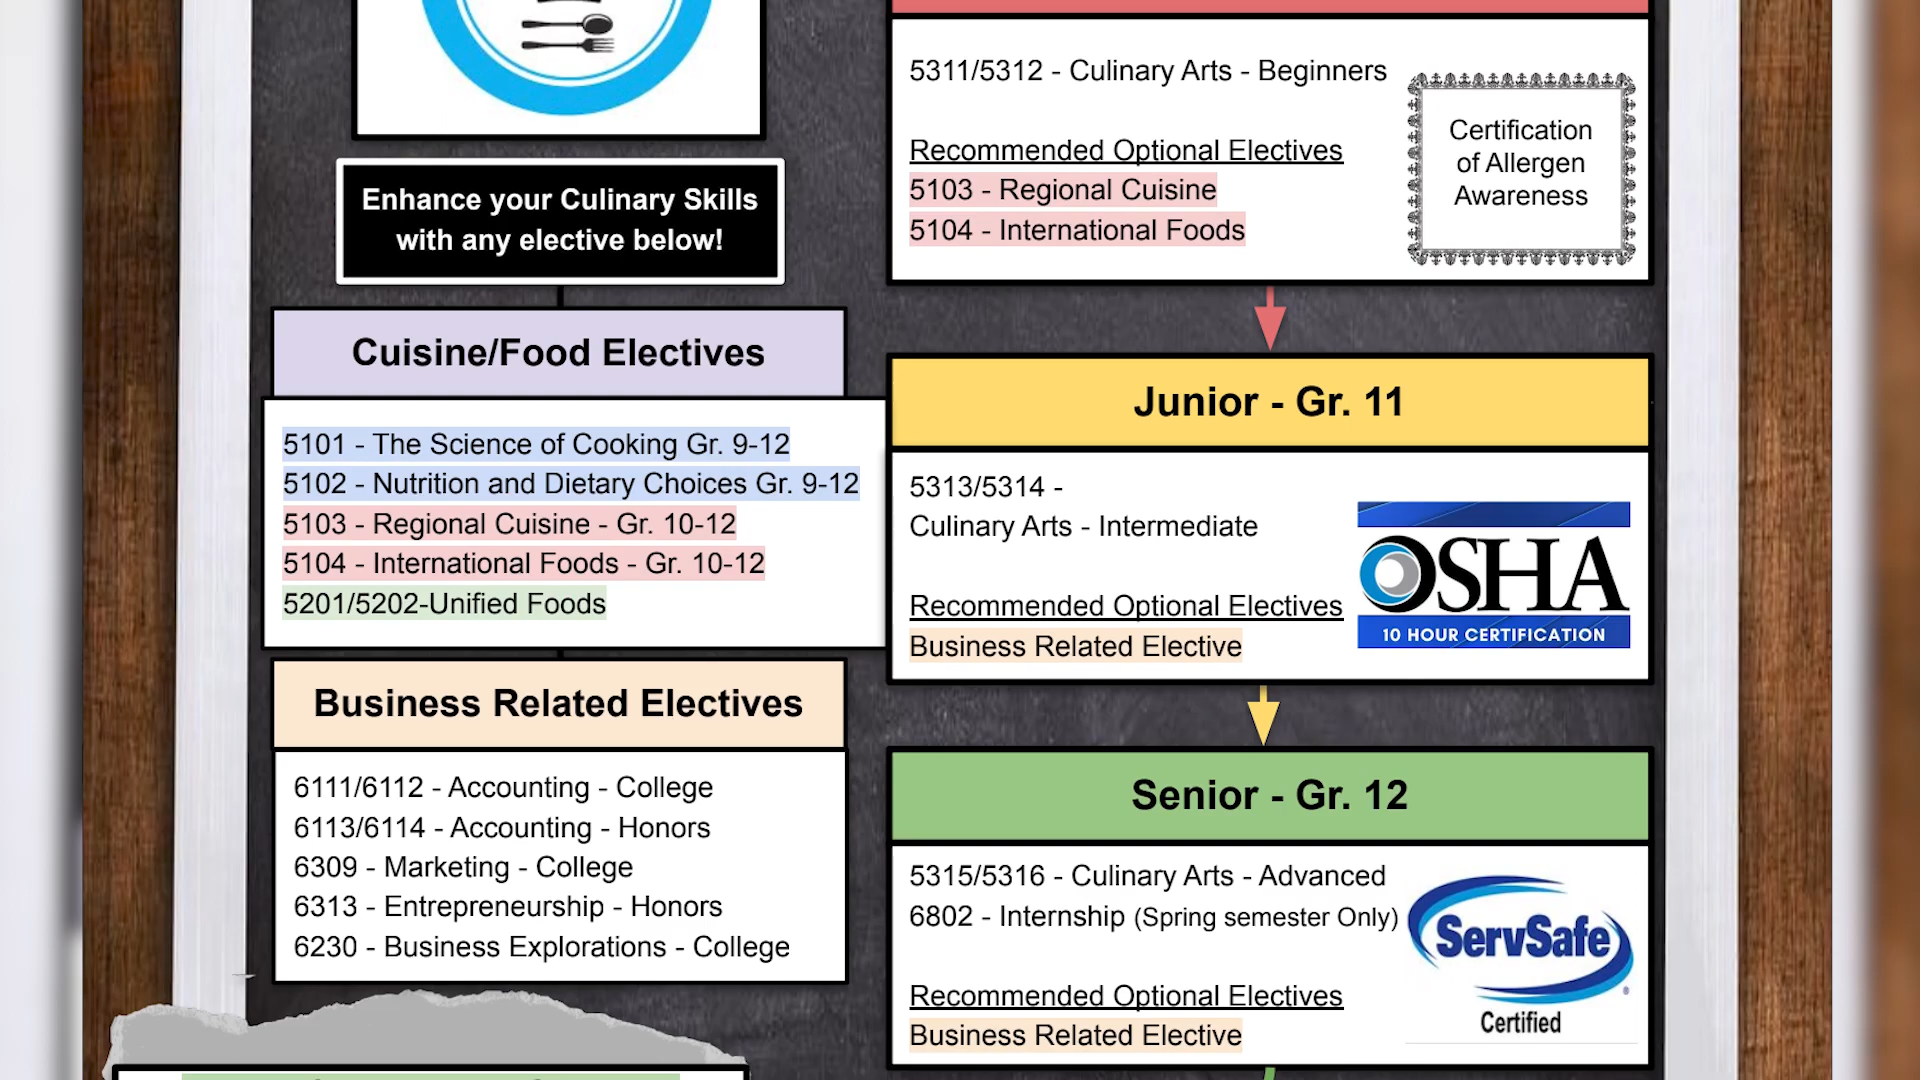 Enhance your Culinary Skills
with any elective below!
Cuisine/Food Electives
5101 - The Science of Cooking Gr. 9-12
5102 - Nutrition and Dietary Choices Gr. 9-12
5103 - Regional Cuisine - Gr. 10-12
5104 - International Foods - Gr. 10-12
5201/5202-Unified Foods
Business Related Electives
6111/6112 - Accounting - College
6113/6114 - Accounting - Honors
6309 - Marketing - College
6313 - Entrepreneurship - Honors
6230 - Business Explorations - College
5311/5312 - Culinary Arts - Beginners
Recommended Optional Electives
5103 - Regional Cuisine
5104 - International Foods
Certification
of Allergen
Awareness
Junior - Gr. 11
5313/5314 -
Culinary Arts - Intermediate
Recommended Optional Electives
Business Related Elective
OSHA
10 HOUR CERTIFICATION
Senior - Gr. 12
5315/5316 - Culinary Arts - Advanced
6802 - Internship (Spring semester Only)
Recommended Optional Electives
Business Related Elective
ServSafe
®
Certified